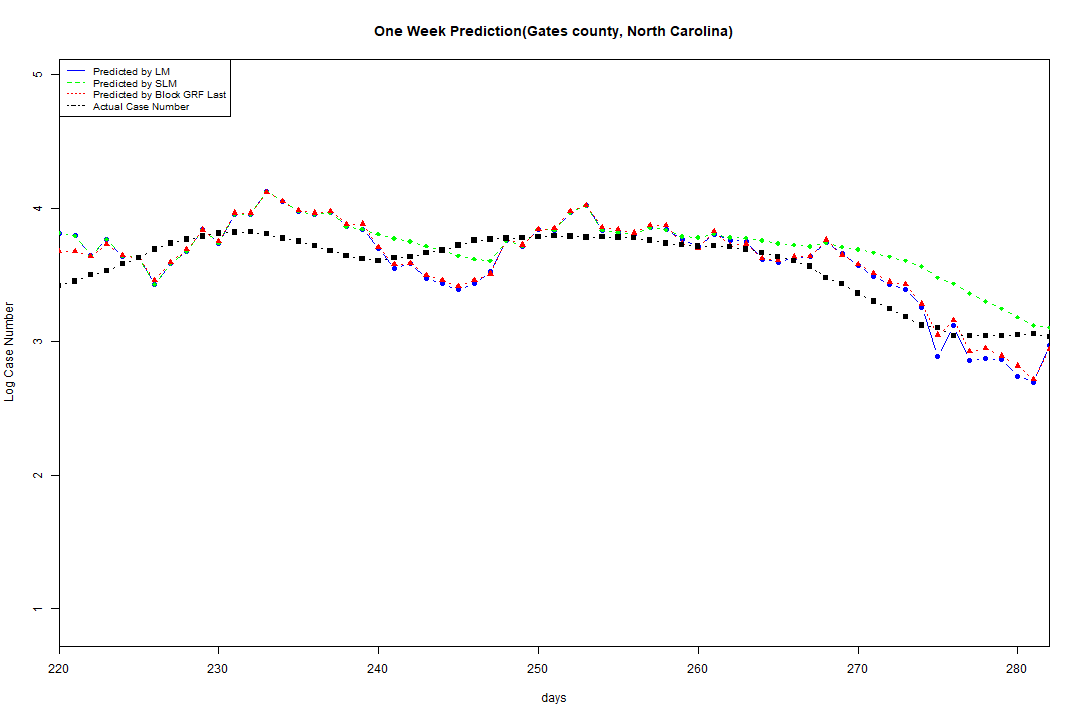 One Week Prediction(Gates county, North Carolina)
Predicted by LM
Predicted by SLM
Predicted by Block GRF Last
Actual Case Number
Log Case Number
5
4
3
2
1
220 230 240 250 260 270 280
days